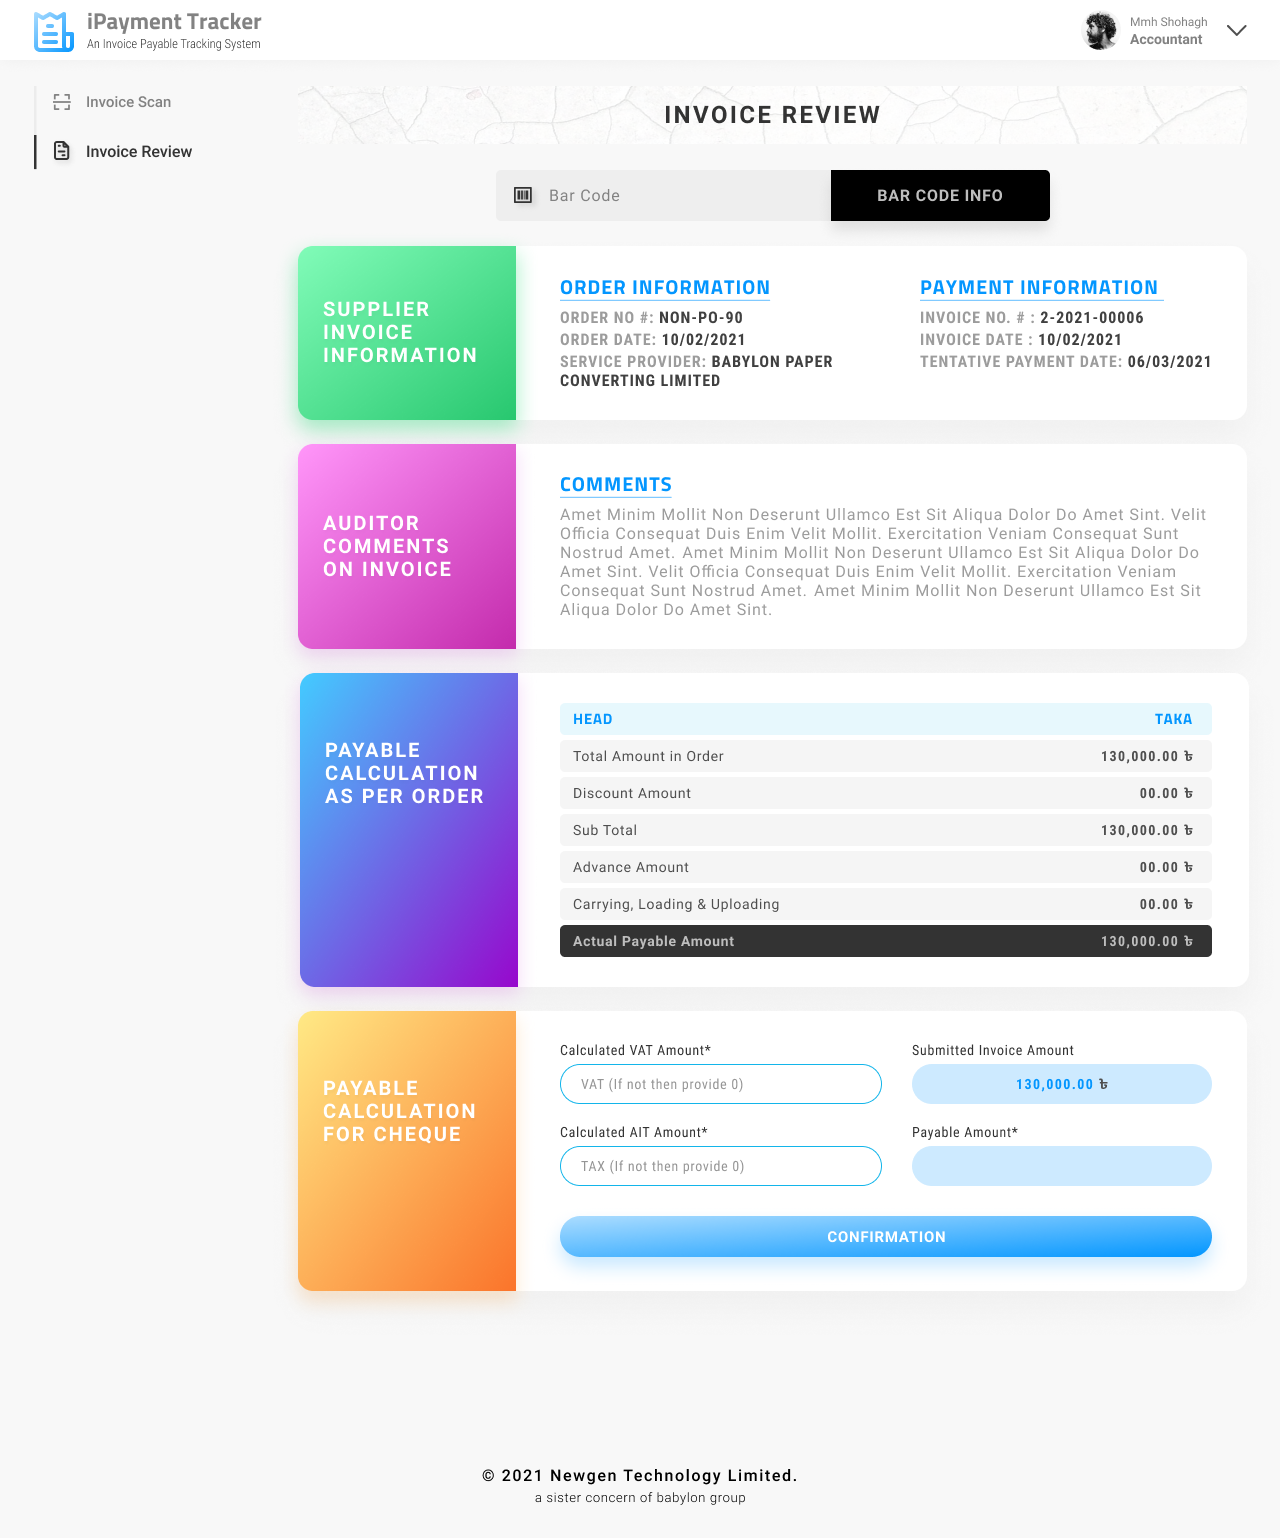 iPayment Tracker
An Invoice Payable Tracking System
Mmh Shohagh
Accountant
Invoice Scan
Invoice Review
INVOICE REVIEW
Bar Code
BAR CODE INFO
SUPPLIER
INVOICE
INFORMATION
ORDER INFORMATION
ORDER NO #: NON-PO-90
ORDER DATE: 10/02/2021
SERVICE PROVIDER: BABYLON PAPER
CONVERTING LIMITED
PAYMENT INFORMATION
INVOICE NO. # : 2-2021-00006
INVOICE DATE : 10/02/2021
TENTATIVE PAYMENT DATE: 06/03/2021
AUDITOR
COMMENTS
ON INVOICE
COMMENTS
Amet Minim Mollit Non Deserunt Ullamco Est Sit Aliqua Dolor Do Amet Sint. Velit
Officia Consequat Duis Enim Velit Mollit. Exercitation Veniam Consequat Sunt
Nostrud Amet. Amet Minim Mollit Non Deserunt Ullamco Est Sit Aliqua Dolor Do
Amet Sint. Velit Officia Consequat Duis Enim Velit Mollit. Exercitation Veniam
Consequat Sunt Nostrud Amet. Amet Minim Mollit Non Deserunt Ullamco Est Sit
Aliqua Dolor Do Amet Sint.
PAYABLE
CALCULATION
AS PER ORDER
HEAD TAKA
Total Amount in Order 130,000.00 ৳
Discount Amount 00.00 ৳
Sub Total 130,000.00 ৳
Advance Amount 00.00 ৳
Carrying, Loading & Uploading 00.00 ৳
Actual Payable Amount 130,000.00 ৳
PAYABLE
CALCULATION
FOR CHEQUE
Calculated VAT Amount*
VAT (If not then provide 0)
Submitted Invoice Amount
130,000.00 ৳
Calculated AIT Amount*
TAX (If not then provide 0)
Payable Amount*
CONFIRMATION
© 2021 Newgen Technology Limited.
a sister concern of babylon group